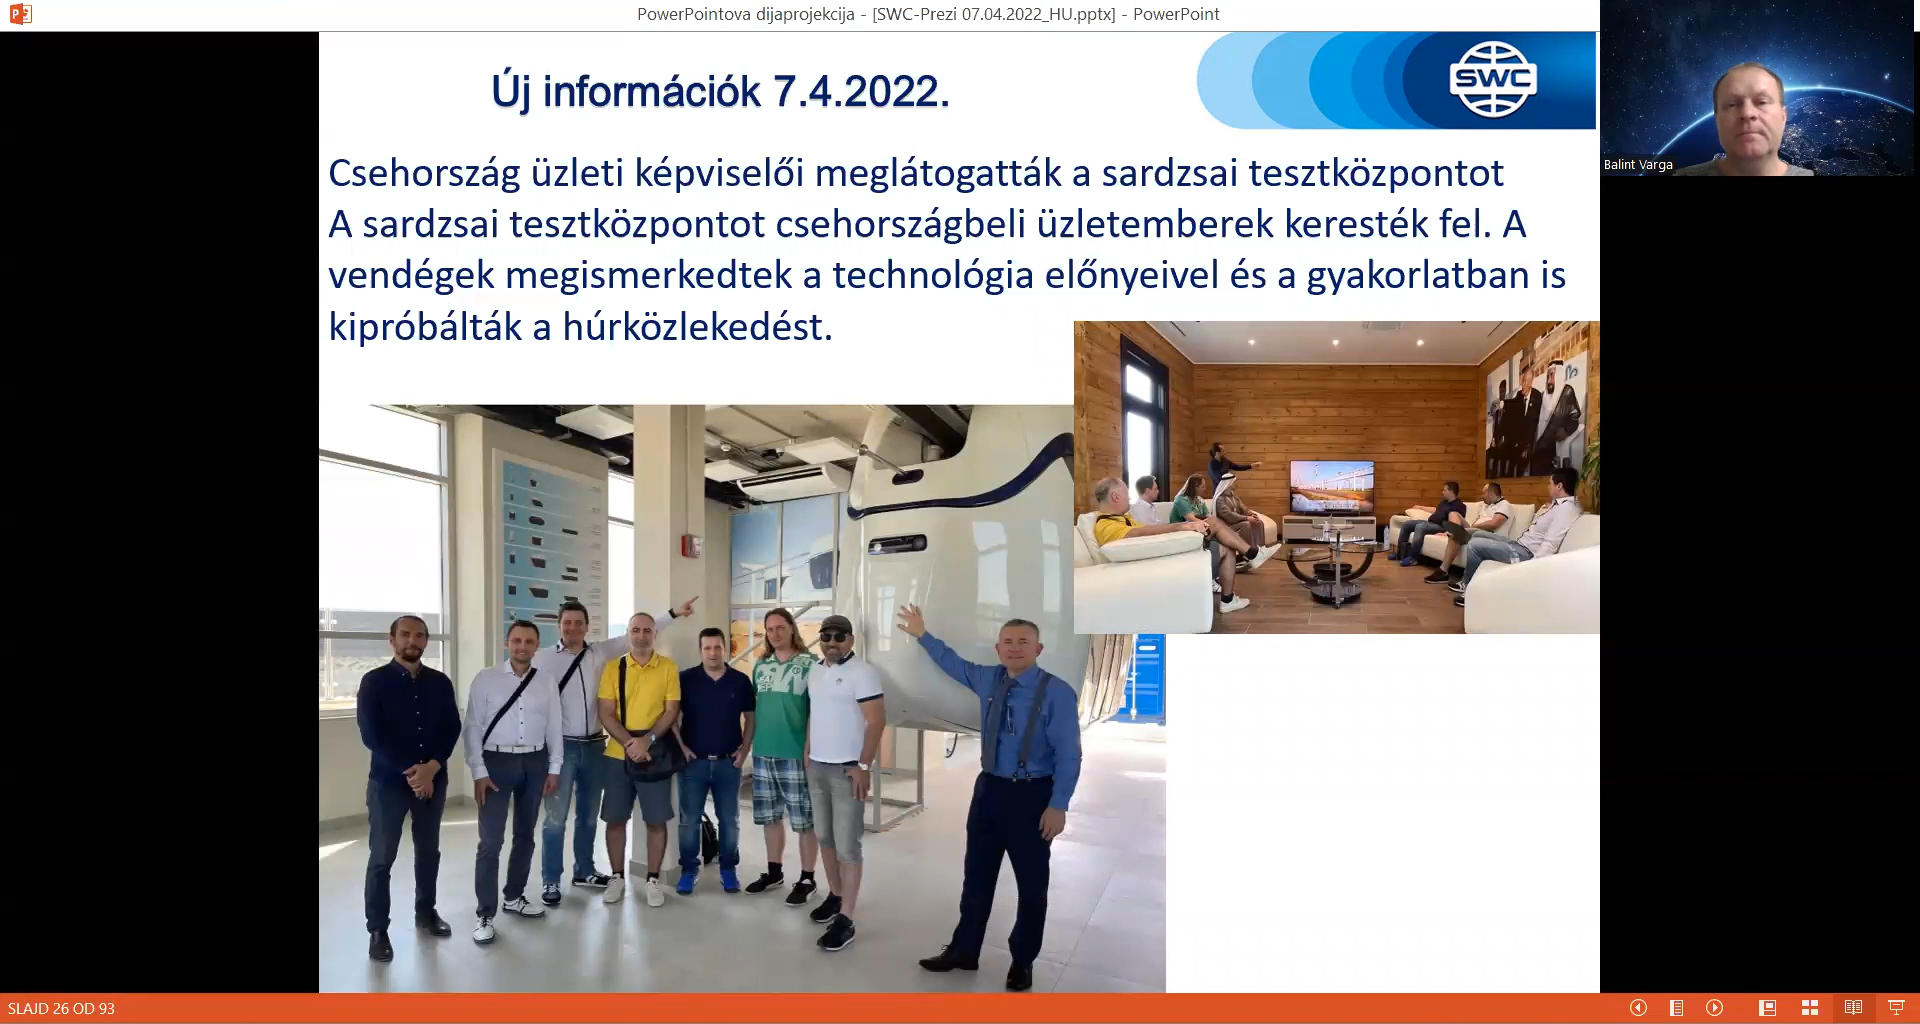 PowerPointova dijaprojekcija - [SWC-Prezi 07.04.2022_HU.pptx] - PowerPoint
Új információk 7.4.2022.
SWC
Balint Varga
Csehország üzleti képviselői meglátogatták a sardzsai tesztközpontot
A sardzsai tesztközpontot csehországbeli üzletemberek keresték fel. A
vendégek megismerkedtek a technológia előnyeivel és a gyakorlatban is
kipróbálták a húrközlekedést.
SLAJD 26 OD 93